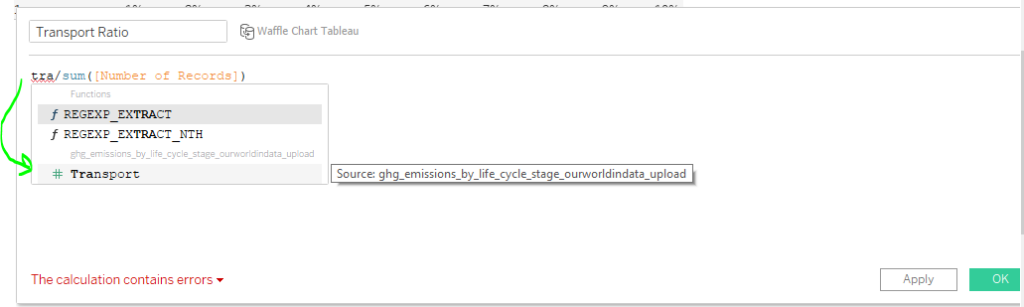 Transport Ratio
Waffle Chart Tableau
tra/sum([Number of Records])
Functions
f REGEXP_EXTRACT
f REGEXP_EXTRACT_NTH
ghg_emissions_by_life_cycle_stage_ourworldindata_upload
# Transport
Source: ghg_emissions_by_life_cycle_stage_ourworldindata_upload
The calculation contains errors
Apply
OK